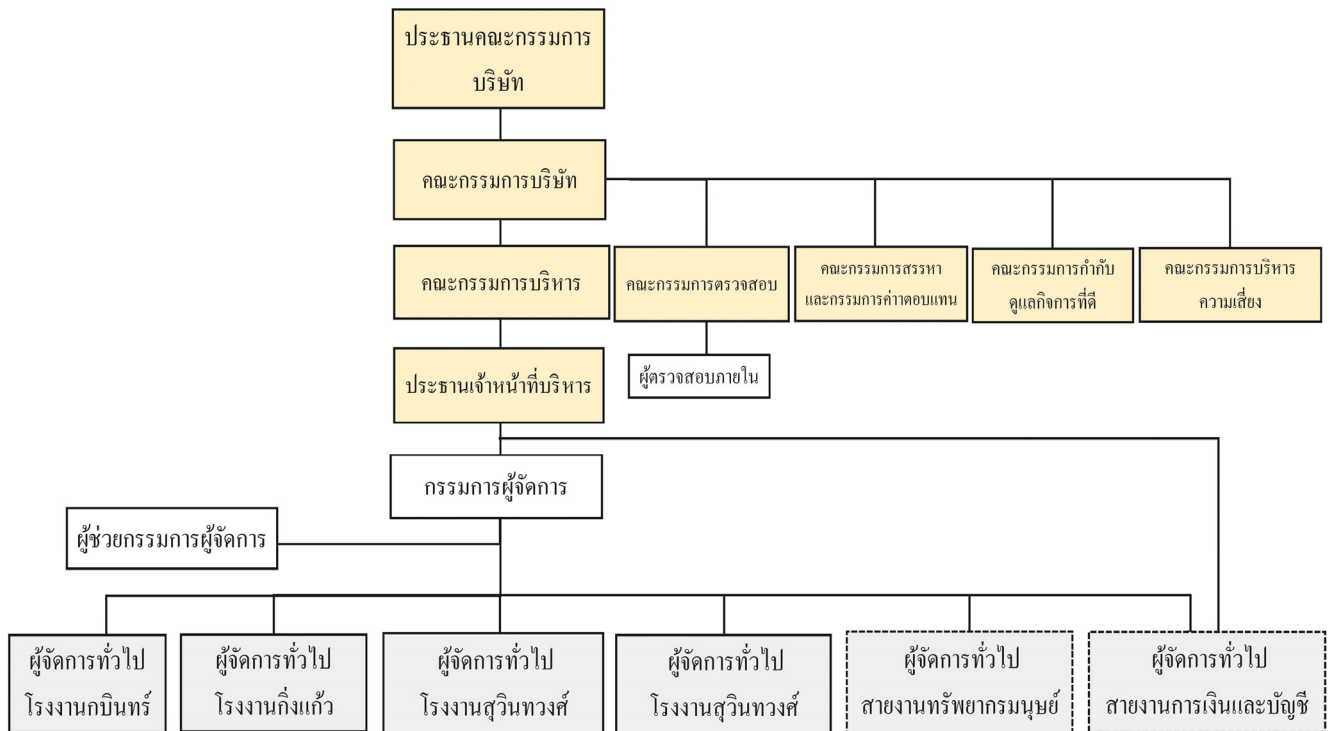 ประธานคณะกรรมการ
บริษัท
คณะกรรมการบริษัท
คณะกรรมการบริหาร
คณะกรรมการตรวจสอบ
คณะกรรมการสรรหา
และกรรมการค่าาตอบแทน
คณะกรรมการกำกับ
ดูแลกิจการที่ดี
คณะกรรมการบริหาร
ความเสี่ยง
ประธานเจ้าหน้าที่บริหาร
ผู้ตรวจสอบภายใน
กรรมการผู้จัดการ
ผู้ช่วยกรรมการผู้จัดการ
ผู้จัดการทั่วไป
โรงงานกบินทร์
ผู้จัดการทั่วไป
โรงงานกิ่งแก้ว
ผู้จัดการทั่วไป
โรงงานสุวินทวงศ์
ผู้จัดการทั่วไป
โรงงานสุวินทวงศ์
ผู้จัดการทั่วไป
สายงานทรัพยากรมนุษย์
ผู้จัดการทั่วไป
สายงานการเงินและบัญชี